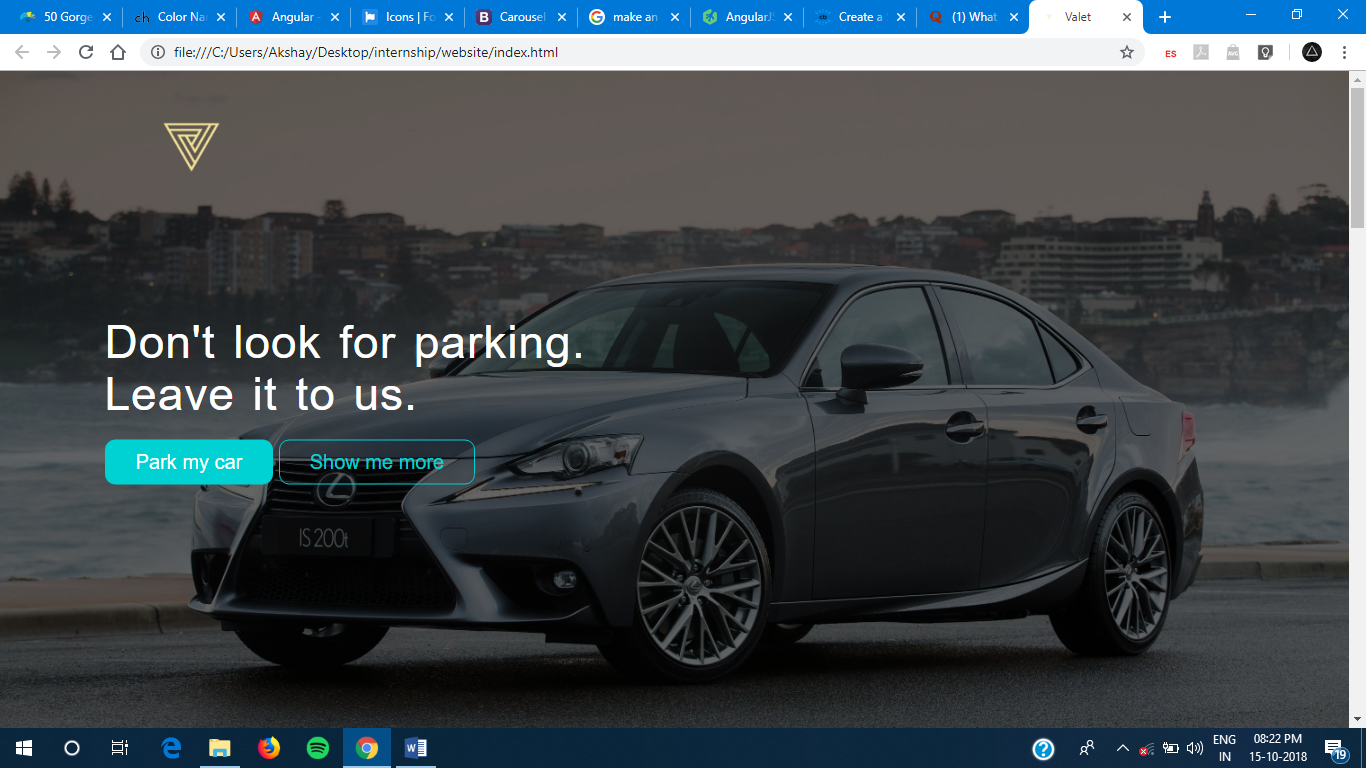 50 Gorge
Color Na
Angular
Icons | Fo
Carousel
make an
AngularJS
Create a
(1) What
Valet
file:///C:/Users/Akshay/Desktop/internship/website/index.html
ES
AVG
Don't look for parking.
Leave it to us.
Park my car
Show me more
IS 200t
ENG
IN
08:22 PM
15-10-2018
19